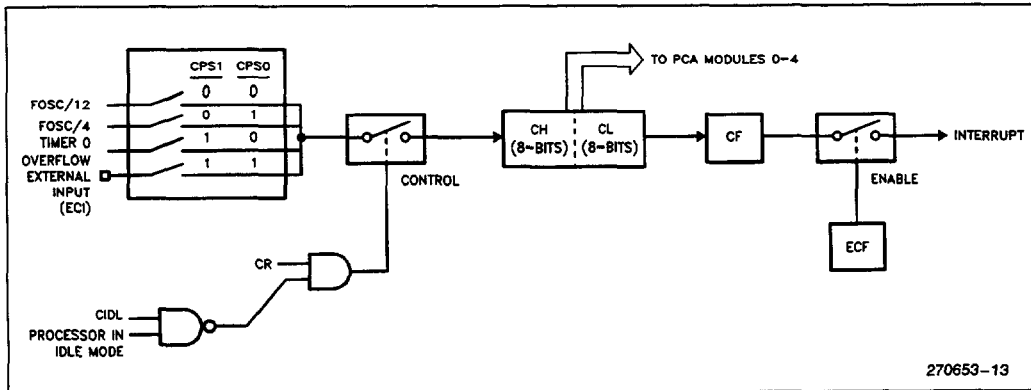 CPS1 CPS0
0 0
FOSC/12
0 1
FOSC/4
1 0
TIMER 0
OVERFLOW
1 1
EXTERNAL
INPUT
(ECI)
CONTROL
TO PCA MODULES 0-4
CH CL
(8-BITS) (8-BITS)
CF
INTERRUPT
ENABLE
ECF
CR
CIDL
PROCESSOR IN
IDLE MODE
270653-13